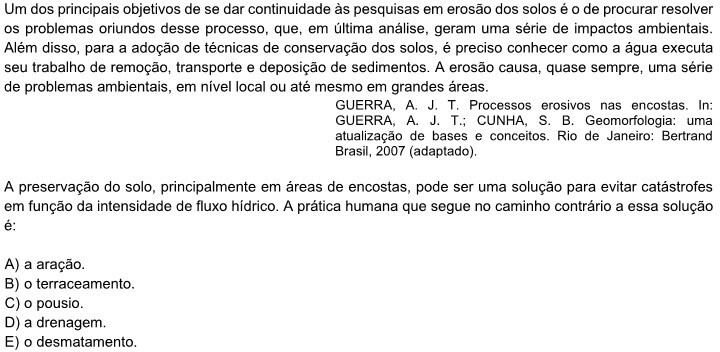 Um dos principais objetivos de se dar continuidade às pesquisas em erosão dos solos é o de procurar resolver
os problemas oriundos desse processo, que, em última análise, geram uma série de impactos ambientais.
Além disso, para a adoção de técnicas de conservação dos solos, é preciso conhecer como a água executa
seu trabalho de remoção, transporte e deposição de sedimentos. A erosão causa, quase sempre, uma série
de problemas ambientais, em nível local ou até mesmo em grandes áreas.
GUERRA, A. J. T. Processos erosivos nas encostas. In:
GUERRA, A. J. T.; CUNHA, S. B. Geomorfologia: uma
atualização de bases e conceitos. Rio de Janeiro: Bertrand
Brasil, 2007 (adaptado).
A preservação do solo, principalmente em áreas de encostas, pode ser uma solução para evitar catástrofes
em função da intensidade de fluxo hídrico. A prática humana que segue no caminho contrário a essa solução
é:
A) a aração.
B) o terraceamento.
C) o pousio.
D) a drenagem.
E) o desmatamento.